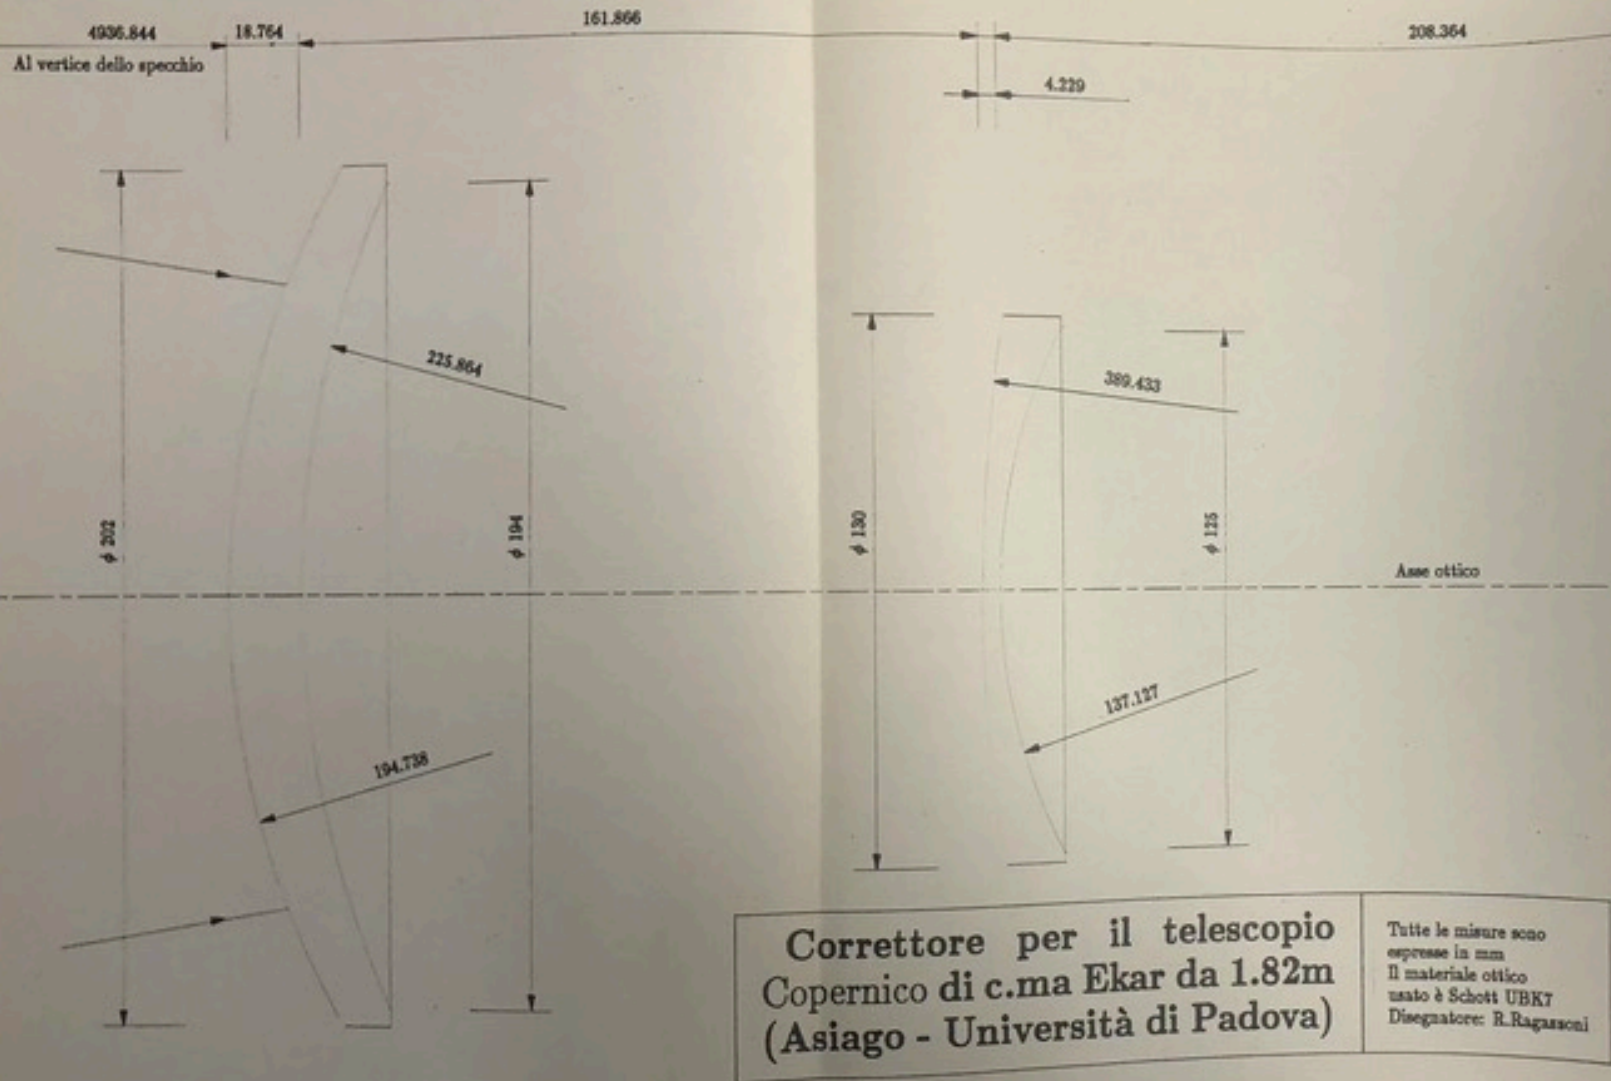 4936.844
18.764
161.866
208.364
Al vertice dello specchio
4.229
225.864
389.433
ϕ 202
ϕ 194
ϕ 130
ϕ 125
Asse ottico
137.127
194.738
Correttore per il telescopio
Copernico di c.ma Ekar da 1.82m
(Asiago - Università di Padova)
Tutte le misure sono
espresse in mm
Il materiale ottico
usato è Schott UBK7
Disegnatore: R.Ragazzoni